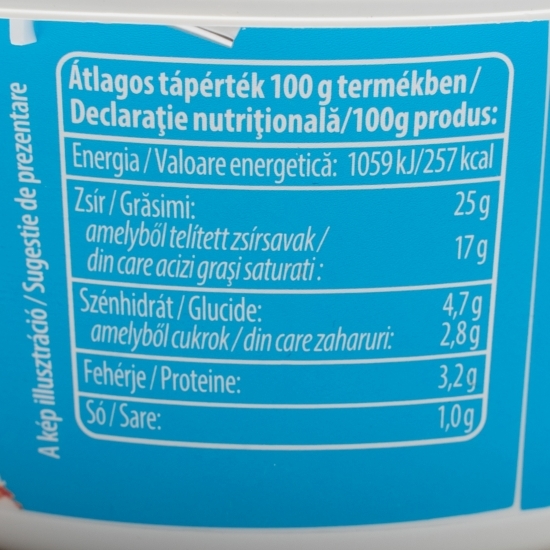 Átlagos tápérték 100 g termékben /
Declaraţie nutriţională/100g produs:
Energia / Valoare energetică: 1059 kJ/257 kcal
Zsír / Grăsimi: 25 g
amelyből telített zsírsavak /
din care acizi graşi saturati : 17 g
Szénhidrát / Glucide: 4,7 g
amelyből cukrok / din care zaharuri: 2,8 g
Fehérje / Proteine: 3,2 g
Só / Sare: 1,0 g
A kép illusztráció / Sugestie de prezentare